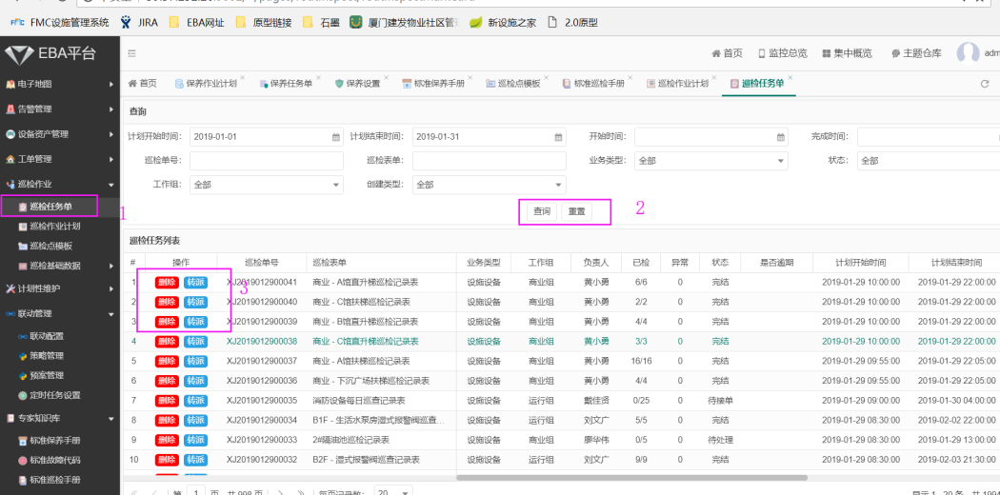 FMC设施管理系统 JIRA EBA网址 原型链接 石墨 厦门建发物业社区管 新设施之家 2.0原型
EBA平台
首页 监控总览 集中概览 主题仓库 adm
首页 保养作业计划 保养任务单 保养设置 标准保养手册 巡检点模板 标准巡检手册 巡检作业计划 巡检任务单
电子地图
告警管理
设备资产管理
工单管理
巡检作业
巡检任务单
巡检作业计划
巡检点模板
巡检基础数据
计划性维护
联动管理
联动配置
策略管理
预案管理
定时任务设置
专家知识库
标准保养手册
标准故障代码
标准巡检手册
1
查询
计划开始时间: 2019-01-01 计划结束时间: 2019-01-31 开始时间: 完成时间:
巡检单号: 巡检表单: 业务类型: 全部 状态: 全部
工作组: 全部 创建类型: 全部
查询 重置 2
巡检任务列表
# 操作 巡检单号 巡检表单 业务类型 工作组 负责人 已检 异常 状态 是否逾期 计划开始时间 计划结束时间
1 删除 转派 XJ2019012900041 商业 - A馆直升梯巡检记录表 设施设备 商业组 黄小勇 6/6 0 完结 2019-01-29 10:00:00 2019-01-29 22:00:00
3
2 删除 转派 XJ2019012900040 商业 - C馆扶梯巡检记录表 设施设备 商业组 黄小勇 2/2 0 完结 2019-01-29 10:00:00 2019-01-29 22:00:00
3 删除 转派 XJ2019012900039 商业 - B馆直升梯巡检记录表 设施设备 商业组 黄小勇 4/4 0 完结 2019-01-29 10:00:00 2019-01-29 22:00:00
4 删除 转派 XJ2019012900038 商业 - C馆直升梯巡检记录表 设施设备 商业组 黄小勇 3/3 0 完结 2019-01-29 10:00:00 2019-01-29 22:00:00
5 删除 转派 XJ2019012900037 商业 - A馆扶梯巡检记录表 设施设备 商业组 黄小勇 16/16 0 完结 2019-01-29 09:55:00 2019-01-29 22:05:00
6 删除 转派 XJ2019012900036 商业 - 下沉广场扶梯巡检记录表 设施设备 商业组 黄小勇 4/4 0 完结 2019-01-29 09:55:00 2019-01-29 22:05:00
7 删除 转派 XJ2019012900035 消防设备每日巡查记录表 设施设备 运行组 戴佳贤 0/25 0 待接单 2019-01-29 09:00:00 2019-01-30 04:00:00
8 删除 转派 XJ2019012900034 B1F - 生活水泵房湿式报警阀巡查... 设施设备 运行组 刘文广 5/5 0 完结 2019-01-29 08:30:00 2019-02-02 22:00:00
9 删除 转派 XJ2019012900033 2#隔油池巡检记录表 设施设备 商业组 廖华伟 0/5 0 待处理 2019-01-29 08:30:00 2019-01-29 13:00:00
10 删除 转派 XJ2019012900032 B2F - 湿式报警阀巡查记录表 设施设备 运行组 刘文广 9/9 0 完结 2019-01-29 08:30:00 2019-02-03 21:30:00
第 1 页 共 998 页 每页记录数: 20 显示 1 - 20 条, 共 1994